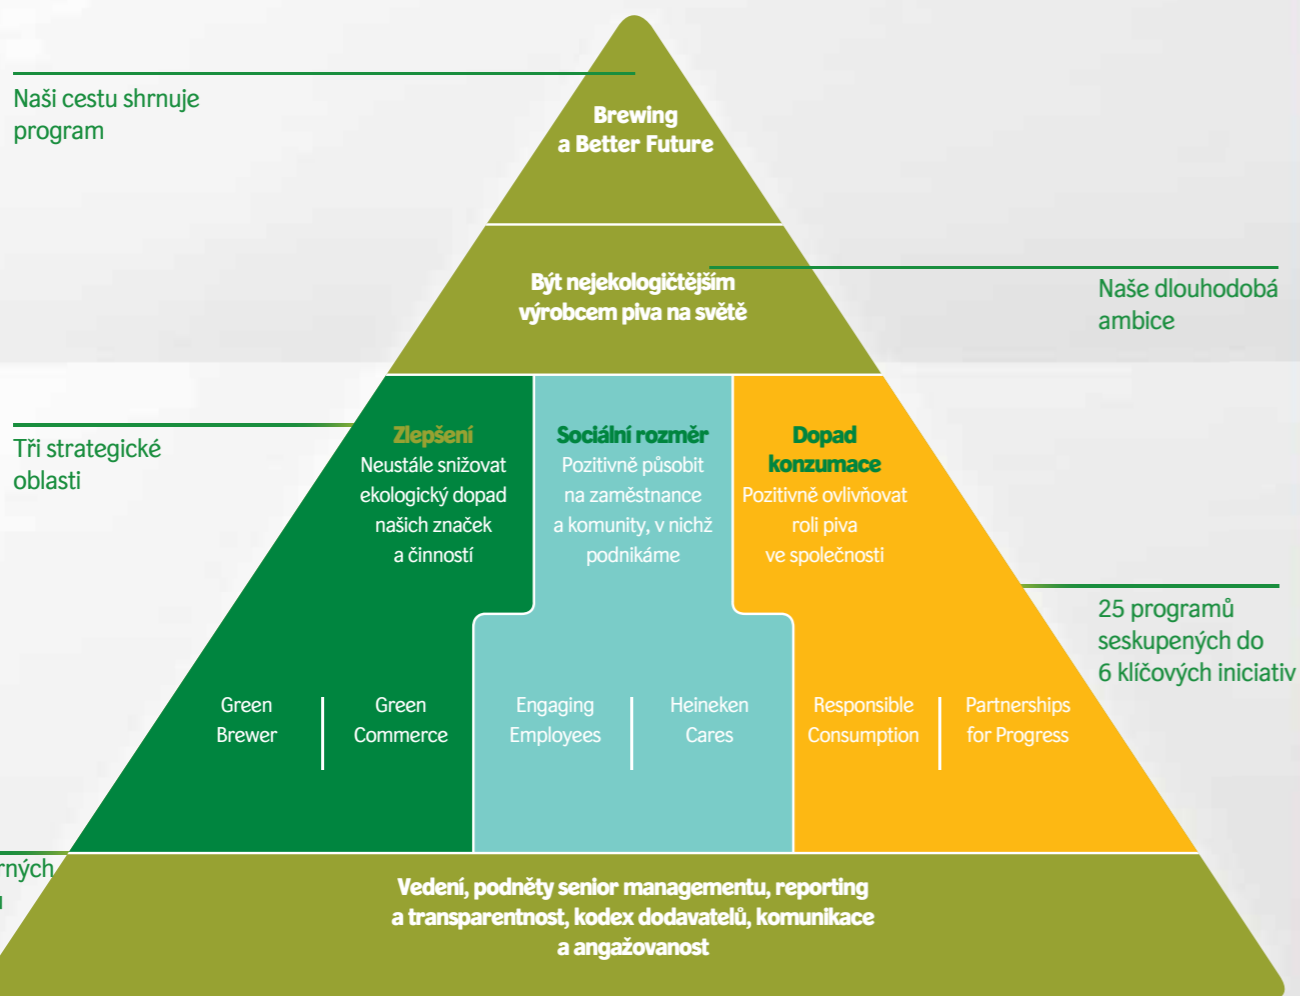 Naši cestu shrnuje
program
Brewing
a Better Future
Být nejekologičtějším
výrobcem piva na světě
Naše dlouhodobá
ambice
Tři strategické
oblasti
Zlepšení
Neustále snižovat
ekologický dopad
našich značek
a činností
Sociální rozměr
Pozitivně působit
na zaměstnance
a komunity, v nichž
podnikáme
Dopad
konzumace
Pozitivně ovlivňovat
roli piva
ve společnosti
25 programů
seskupených do
6 klíčových iniciativ
Green
Brewer
Green
Commerce
Engaging
Employees
Heineken
Cares
Responsible
Consumption
Partnerships
for Progress
Vedení, podněty senior managementu, reporting
a transparentnost, kodex dodavatelů, komunikace
a angažovanost